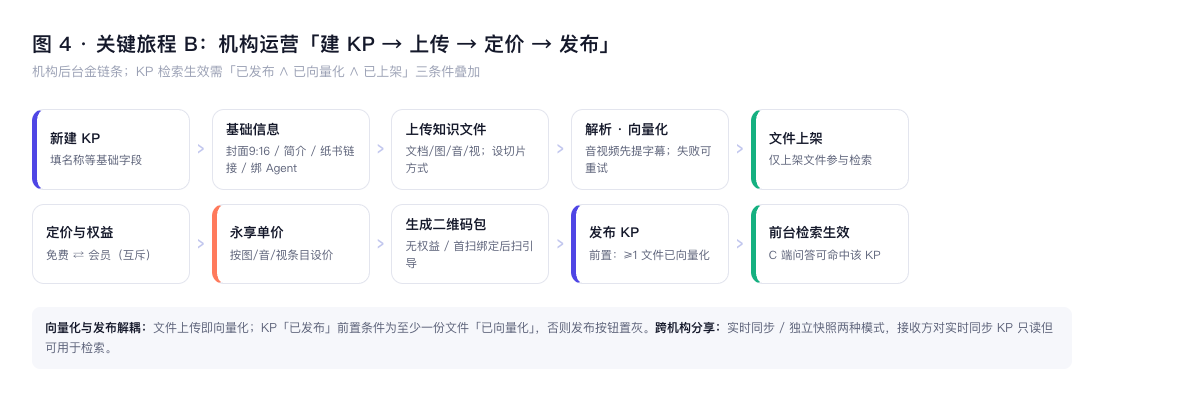 图 4 · 关键旅程 B：机构运营「建 KP → 上传 → 定价 → 发布」
机构后台金链条；KP 检索生效需「已发布 ∧ 已向量化 ∧ 已上架」三条件叠加
新建 KP
填名称等基础字段
基础信息
封面9:16 / 简介 / 纸书链
接 / 绑 Agent
上传知识文件
文档/图/音/视；设切片
方式
解析 · 向量化
音视频先提字幕；失败可
重试
文件上架
仅上架文件参与检索
定价与权益
免费 ⇄ 会员（互斥）
永享单价
按图/音/视条目设价
生成二维码包
无权益 / 首扫绑定后扫引
导
发布 KP
前置：≥1 文件已向量化
前台检索生效
C 端问答可命中该 KP
向量化与发布解耦：文件上传即向量化；KP「已发布」前置条件为至少一份文件「已向量化」，否则发布按钮置灰。跨机构分享：实时同步 / 独立快照两种模式，接收方对实时同步 KP 只读但
可用于检索。